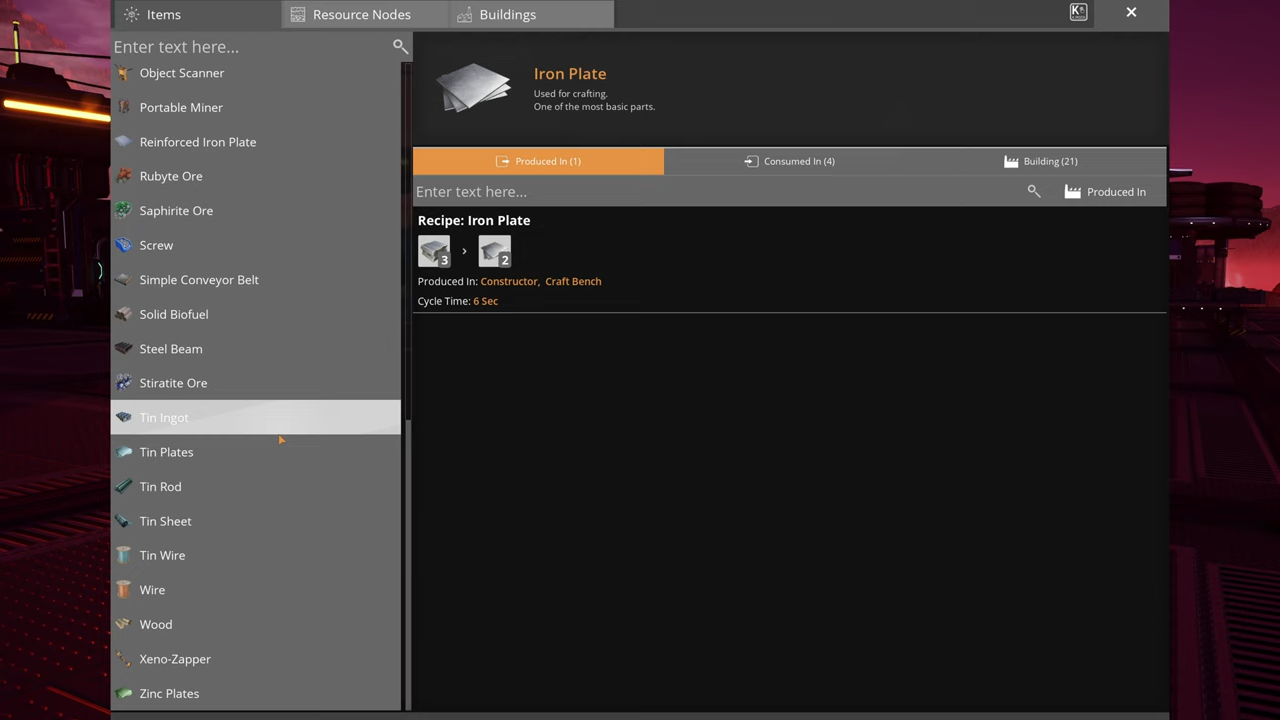 Items
Resource Nodes
Buildings
Enter text here...
Object Scanner
Portable Miner
Reinforced Iron Plate
Rubyte Ore
Saphirite Ore
Screw
Simple Conveyor Belt
Solid Biofuel
Steel Beam
Stiratite Ore
Tin Ingot
Tin Plates
Tin Rod
Tin Sheet
Tin Wire
Wire
Wood
Xeno-Zapper
Zinc Plates
Iron Plate
Used for crafting.
One of the most basic parts.
Produced In (1)
Consumed In (4)
Building (21)
Enter text here...
Produced In
Recipe: Iron Plate
3 › 2
Produced In: Constructor, Craft Bench
Cycle Time: 6 Sec